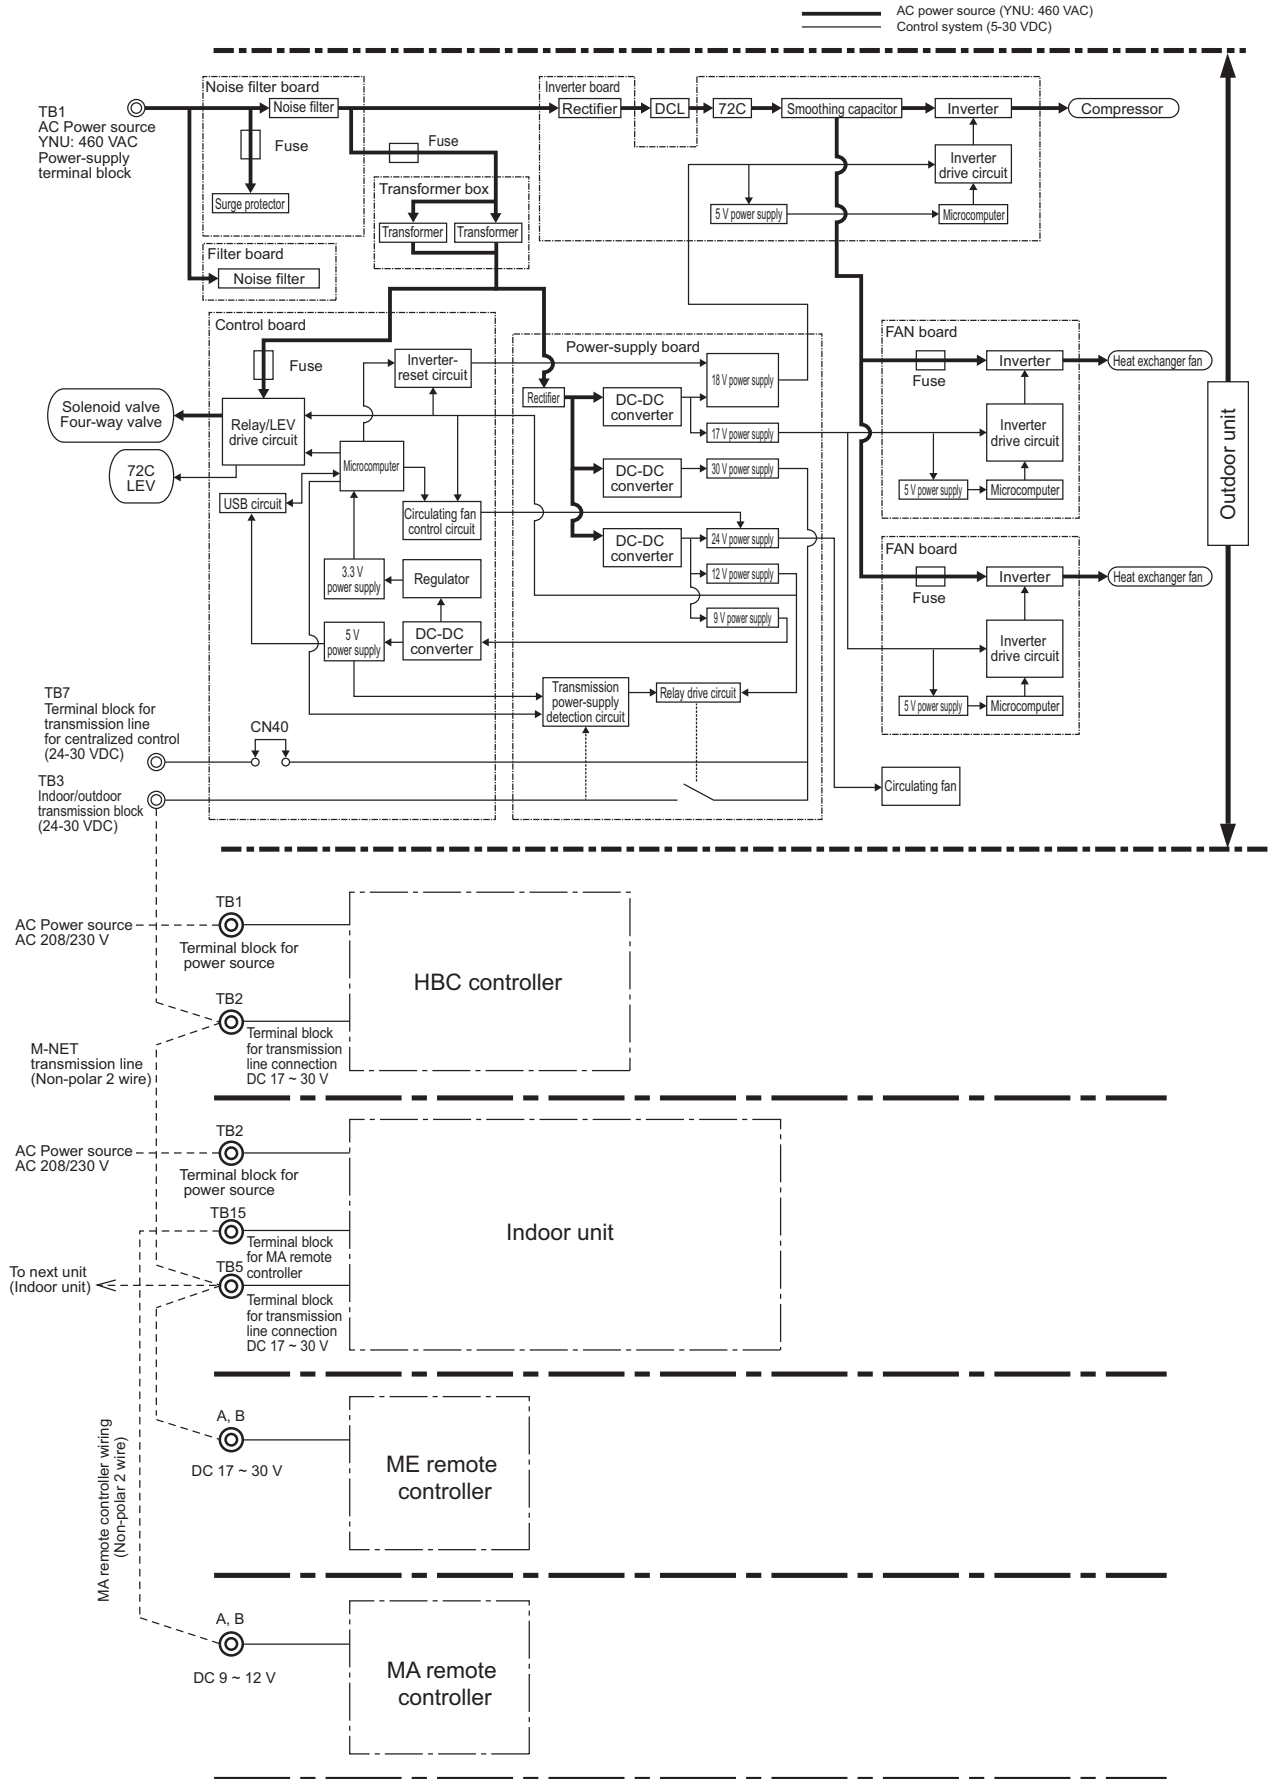 AC power source (YNU: 460 VAC)
Control system (5-30 VDC)
Noise filter board
Noise filter
Inverter board
Rectifier
DCL
72C
Smoothing capacitor
Inverter
Compressor
TB1
AC Power source
YNU: 460 VAC
Power-supply
terminal block
Fuse
Fuse
Surge protector
Transformer box
Transformer
Transformer
Inverter
drive circuit
5 V power supply
Microcomputer
Filter board
Noise filter
Outdoor unit
Control board
Fuse
Inverter-
reset circuit
Solenoid valve
Four-way valve
Relay/LEV
drive circuit
72C
LEV
Microcomputer
USB circuit
Circulating fan
control circuit
3.3 V
power supply
Regulator
5 V
power supply
DC-DC
converter
Power-supply board
Rectifier
DC-DC
converter
18 V power supply
17 V power supply
DC-DC
converter
30 V power supply
DC-DC
converter
24 V power supply
12 V power supply
9 V power supply
Transmission
power-supply
detection circuit
Relay drive circuit
FAN board
Fuse
Inverter
Heat exchanger fan
Inverter
drive circuit
5 V power supply
Microcomputer
FAN board
Fuse
Inverter
Heat exchanger fan
Inverter
drive circuit
5 V power supply
Microcomputer
Circulating fan
TB7
Terminal block for
transmission line
for centralized control
(24-30 VDC)
CN40
TB3
Indoor/outdoor
transmission block
(24-30 VDC)
TB1
AC Power source
AC 208/230 V
Terminal block for
power source
HBC controller
TB2
Terminal block
for transmission
line connection
DC 17 ~ 30 V
M-NET
transmission line
(Non-polar 2 wire)
TB2
AC Power source
AC 208/230 V
Terminal block for
power source
TB15
Terminal block
for MA remote
controller
Indoor unit
To next unit
(Indoor unit)
TB5
Terminal block
for transmission
line connection
DC 17 ~ 30 V
A, B
DC 17 ~ 30 V
ME remote
controller
MA remote controller wiring
(Non-polar 2 wire)
A, B
DC 9 ~ 12 V
MA remote
controller